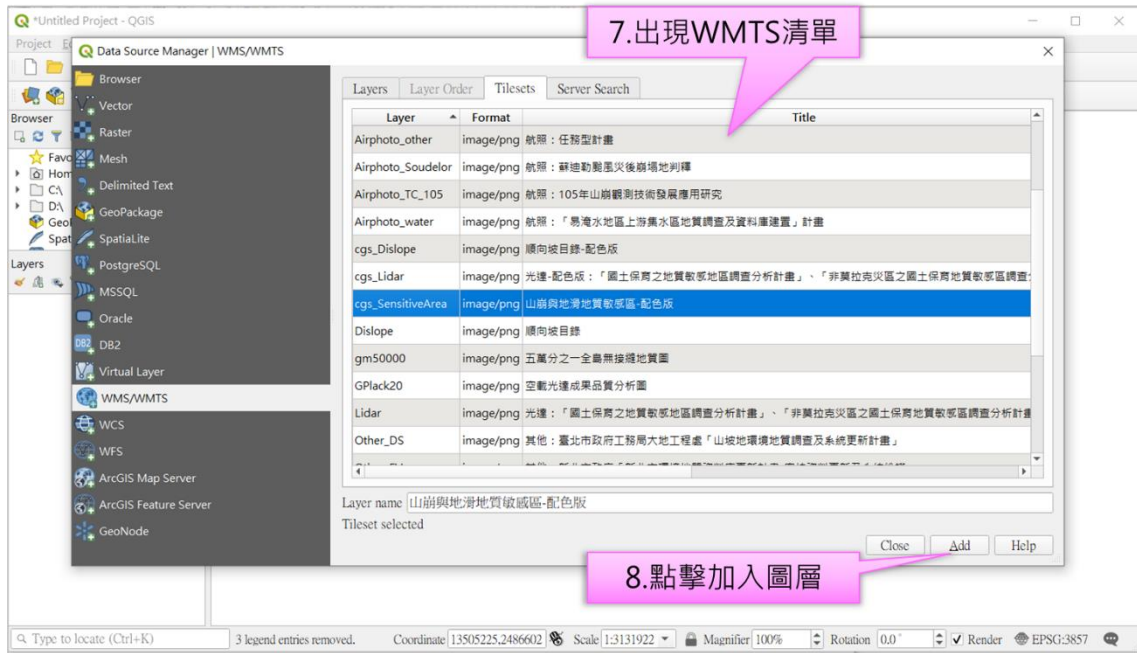 *Untitled Project - QGIS
7.出現WMTS清單
Project
Data Source Manager | WMS/WMTS
Browser
Vector
Raster
Mesh
Delimited Text
GeoPackage
SpatiaLite
PostgreSQL
MSSQL
Oracle
DB2
Virtual Layer
WMS/WMTS
WCS
WFS
ArcGIS Map Server
ArcGIS Feature Server
GeoNode
Browser
Favo
Hom
C:\
D:\
Geol
Spat
Layers
Layers Layer Order Tilesets Server Search
Layer Format Title
Airphoto_other image/png 航照：任務型計畫
Airphoto_Soudelor image/png 航照：蘇迪勒颱風災後崩塌地判釋
Airphoto_TC_105 image/png 航照：105年山崩觀測技術發展應用研究
Airphoto_water image/png 航照：「易淹水地區上游集水區地質調查及資料庫建置」計畫
cgs_Dislope image/png 順向坡目錄-配色版
cgs_Lidar image/png 光達-配色版：「國土保育之地質敏感地區調查分析計畫」、「非莫拉克災區之國土保育地質敏感區調查
cgs_SensitiveArea image/png 山崩與地滑地質敏感區-配色版
Dislope image/png 順向坡目錄
gm50000 image/png 五萬分之一全島無接縫地質圖
GPlack20 image/png 空載光達成果品質分析圖
Lidar image/png 光達：「國土保育之地質敏感地區調查分析計畫」、「非莫拉克災區之國土保育地質敏感區調查分析計畫
Other_DS image/png 其他：臺北市政府工務局大地工程處「山坡地環境地質調查及系統更新計畫」
Layer name 山崩與地滑地質敏感區-配色版
Tileset selected
Close Add Help
8.點擊加入圖層
Type to locate (Ctrl+K) 3 legend entries removed. Coordinate 13505225,2486602 Scale 1:3131922 Magnifier 100% Rotation 0.0° Render EPSG:3857